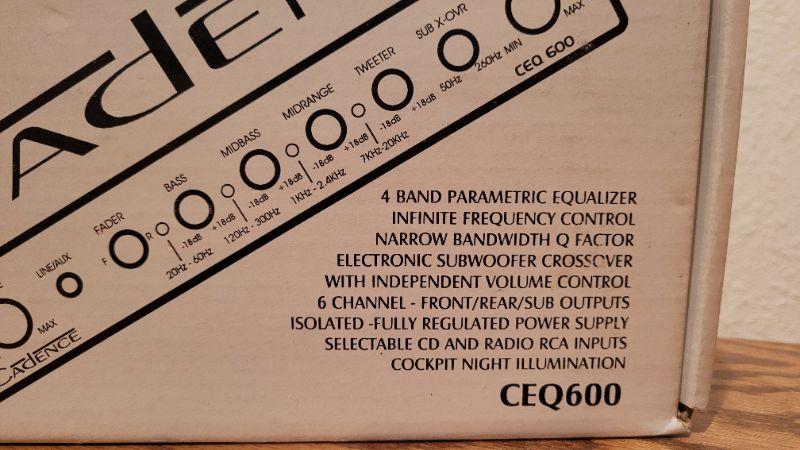 CADENCE
MAX
LINE/AUX
FADER
F R
BASS
-18dB +18dB
20Hz - 60Hz
MIDBASS
-18dB +18dB
120Hz - 300Hz
MIDRANGE
-18dB +18dB
1KHz - 2.4KHz
TWEETER
-18dB +18dB
7KHz-20KHz
SUB X-OVR
50Hz 260Hz
MIN MAX
CEQ 600
4 BAND PARAMETRIC EQUALIZER
INFINITE FREQUENCY CONTROL
NARROW BANDWIDTH Q FACTOR
ELECTRONIC SUBWOOFER CROSSOVER
WITH INDEPENDENT VOLUME CONTROL
6 CHANNEL - FRONT/REAR/SUB OUTPUTS
ISOLATED -FULLY REGULATED POWER SUPPLY
SELECTABLE CD AND RADIO RCA INPUTS
COCKPIT NIGHT ILLUMINATION
CEQ600